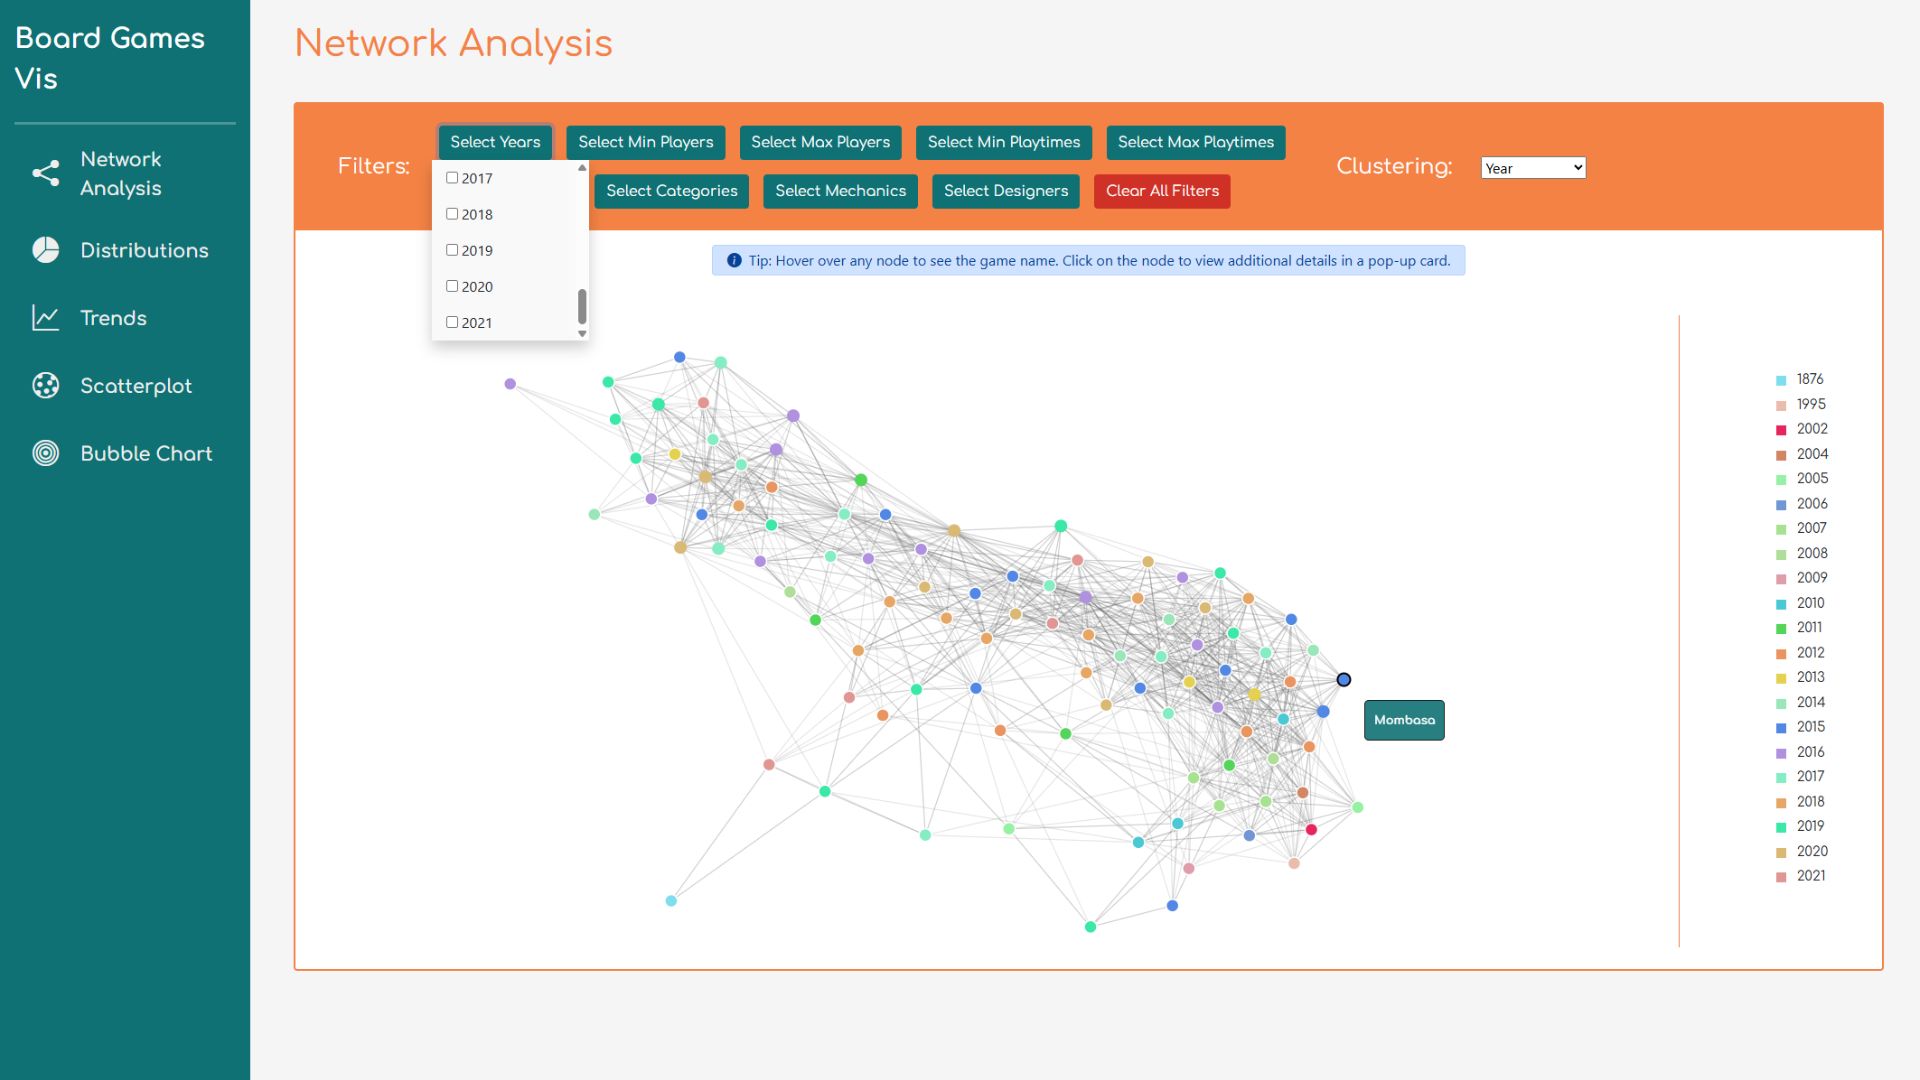 Board Games
Vis
Network
Analysis
Distributions
Trends
Scatterplot
Bubble Chart
Network Analysis
Filters:
Select Years
Select Min Players
Select Max Players
Select Min Playtimes
Select Max Playtimes
Select Categories
Select Mechanics
Select Designers
Clear All Filters
2017
2018
2019
2020
2021
Clustering:
Year
Tip: Hover over any node to see the game name. Click on the node to view additional details in a pop-up card.
Mombasa
1876
1995
2002
2004
2005
2006
2007
2008
2009
2010
2011
2012
2013
2014
2015
2016
2017
2018
2019
2020
2021